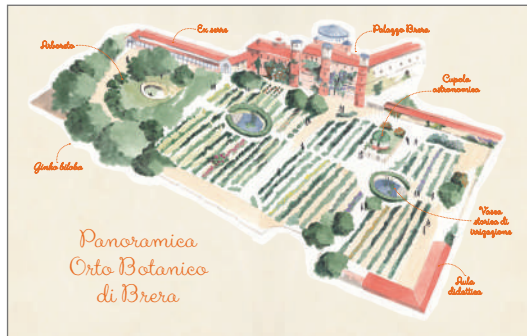 Ex serre
Palazzo Brera
Arboreto
Cupola
astronomica
Ginko biloba
Vasca
storica di
irrigazione
Panoramica
Orto Botanico
di Brera
Aula
didattica